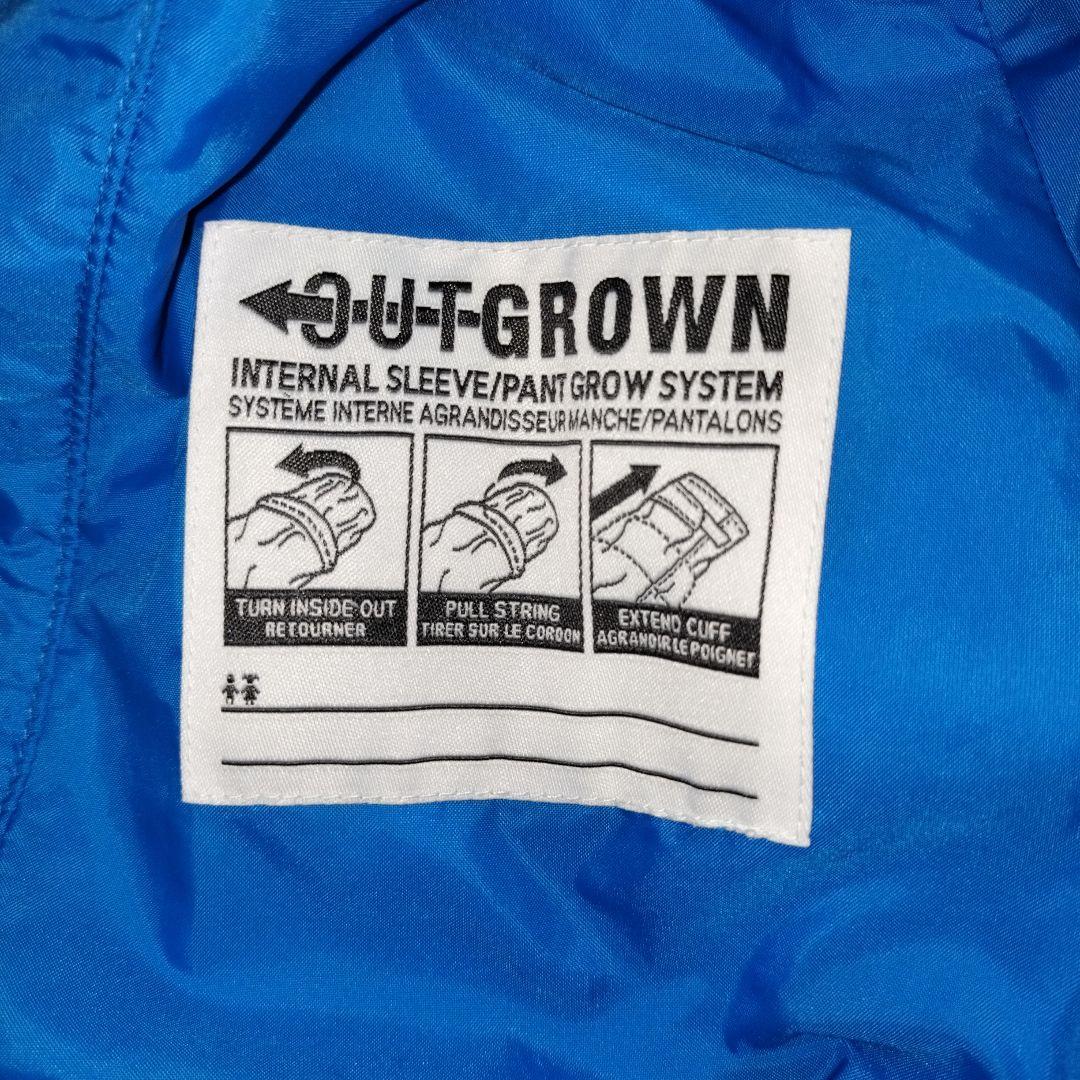 OUTGROWN
INTERNAL SLEEVE/PANT GROW SYSTEM
SYSTÈME INTERNE AGRANDISSEUR MANCHE/PANTALONS
TURN INSIDE OUT
RETOURNER
PULL STRING
TIRER SUR LE CORDON
EXTEND CUFF
AGRANDIR LE POIGNET